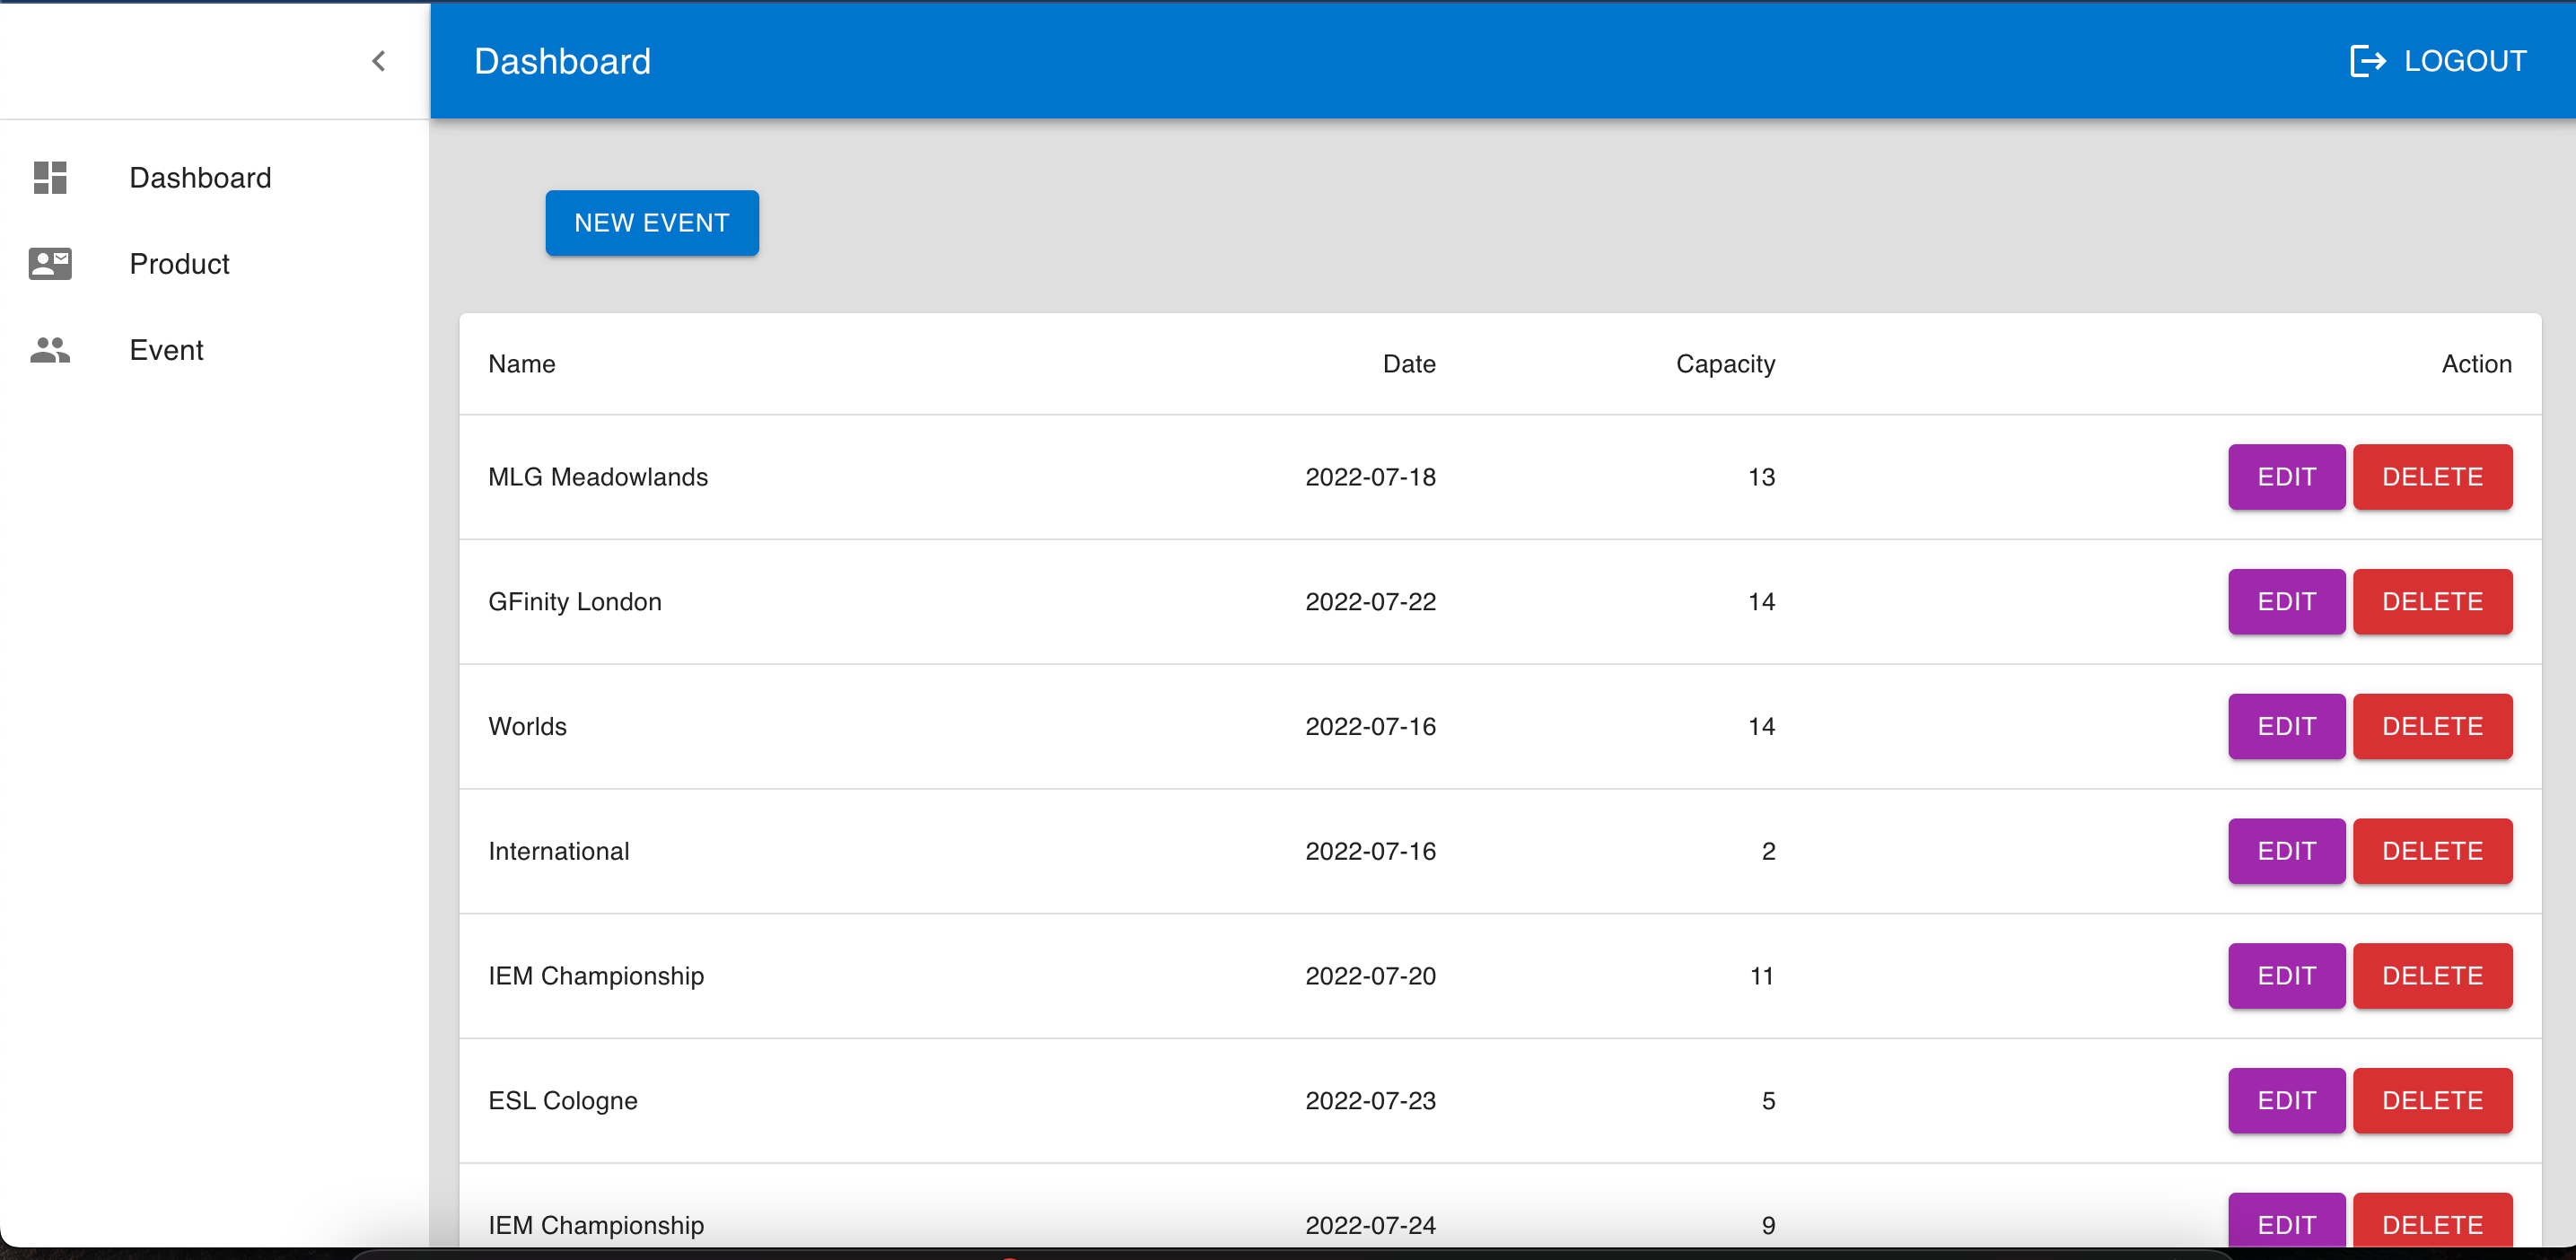 Dashboard LOGOUT
Dashboard
Product
Event
NEW EVENT
Name Date Capacity Action
MLG Meadowlands 2022-07-18 13 EDIT DELETE
GFinity London 2022-07-22 14 EDIT DELETE
Worlds 2022-07-16 14 EDIT DELETE
International 2022-07-16 2 EDIT DELETE
IEM Championship 2022-07-20 11 EDIT DELETE
ESL Cologne 2022-07-23 5 EDIT DELETE
IEM Championship 2022-07-24 9 EDIT DELETE